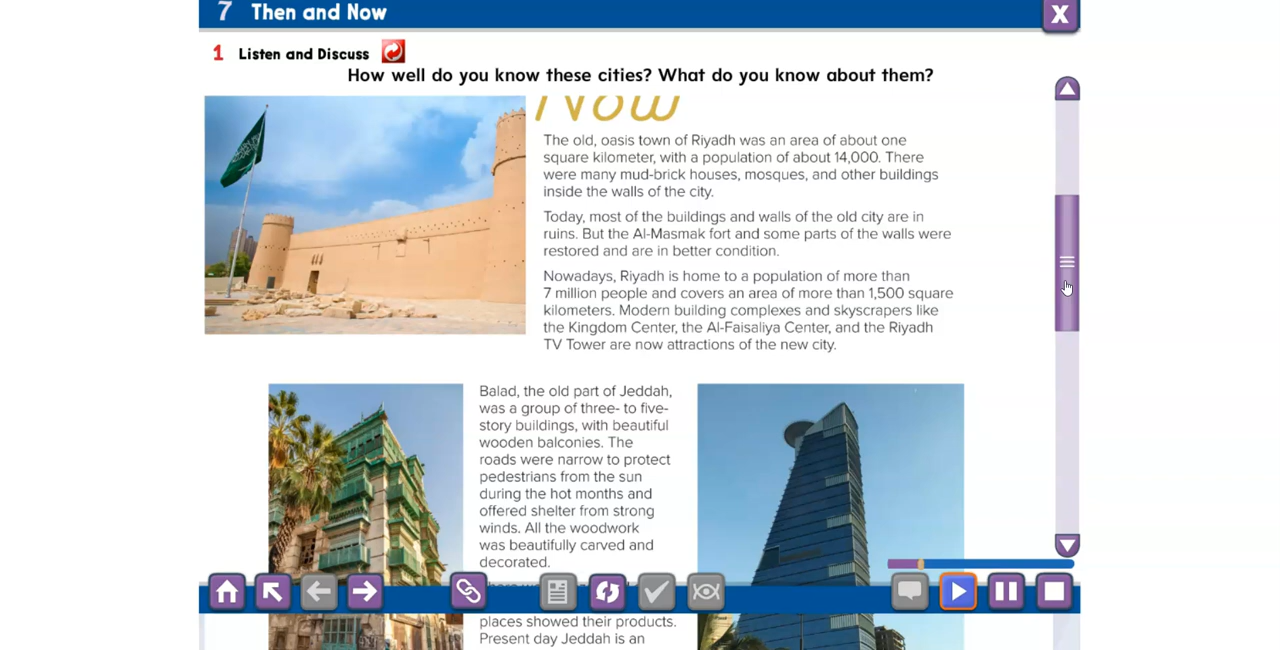 7 Then and Now
X
1 Listen and Discuss
How well do you know these cities? What do you know about them?
Now
The old, oasis town of Riyadh was an area of about one
square kilometer, with a population of about 14,000. There
were many mud-brick houses, mosques, and other buildings
inside the walls of the city.
Today, most of the buildings and walls of the old city are in
ruins. But the Al-Masmak fort and some parts of the walls were
restored and are in better condition.
Nowadays, Riyadh is home to a population of more than
7 million people and covers an area of more than 1,500 square
kilometers. Modern building complexes and skyscrapers like
the Kingdom Center, the Al-Faisaliya Center, and the Riyadh
TV Tower are now attractions of the new city.
Balad, the old part of Jeddah,
was a group of three- to five-
story buildings, with beautiful
wooden balconies. The
roads were narrow to protect
pedestrians from the sun
during the hot months and
offered shelter from strong
winds. All the woodwork
was beautifully carved and
decorated.
places showed their products.
Present day Jeddah is an